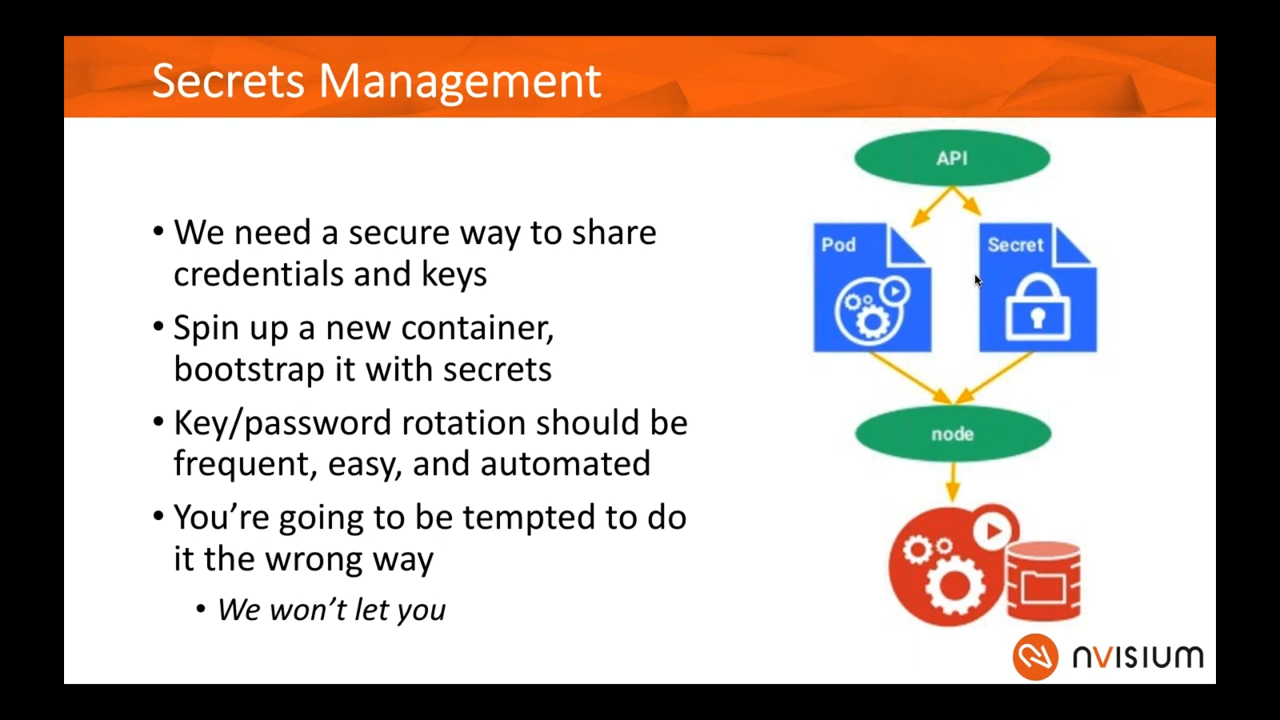 Secrets Management
• We need a secure way to share
credentials and keys
• Spin up a new container,
bootstrap it with secrets
• Key/password rotation should be
frequent, easy, and automated
• You’re going to be tempted to do
it the wrong way
• We won’t let you
API
Pod
Secret
node
nVISIUM